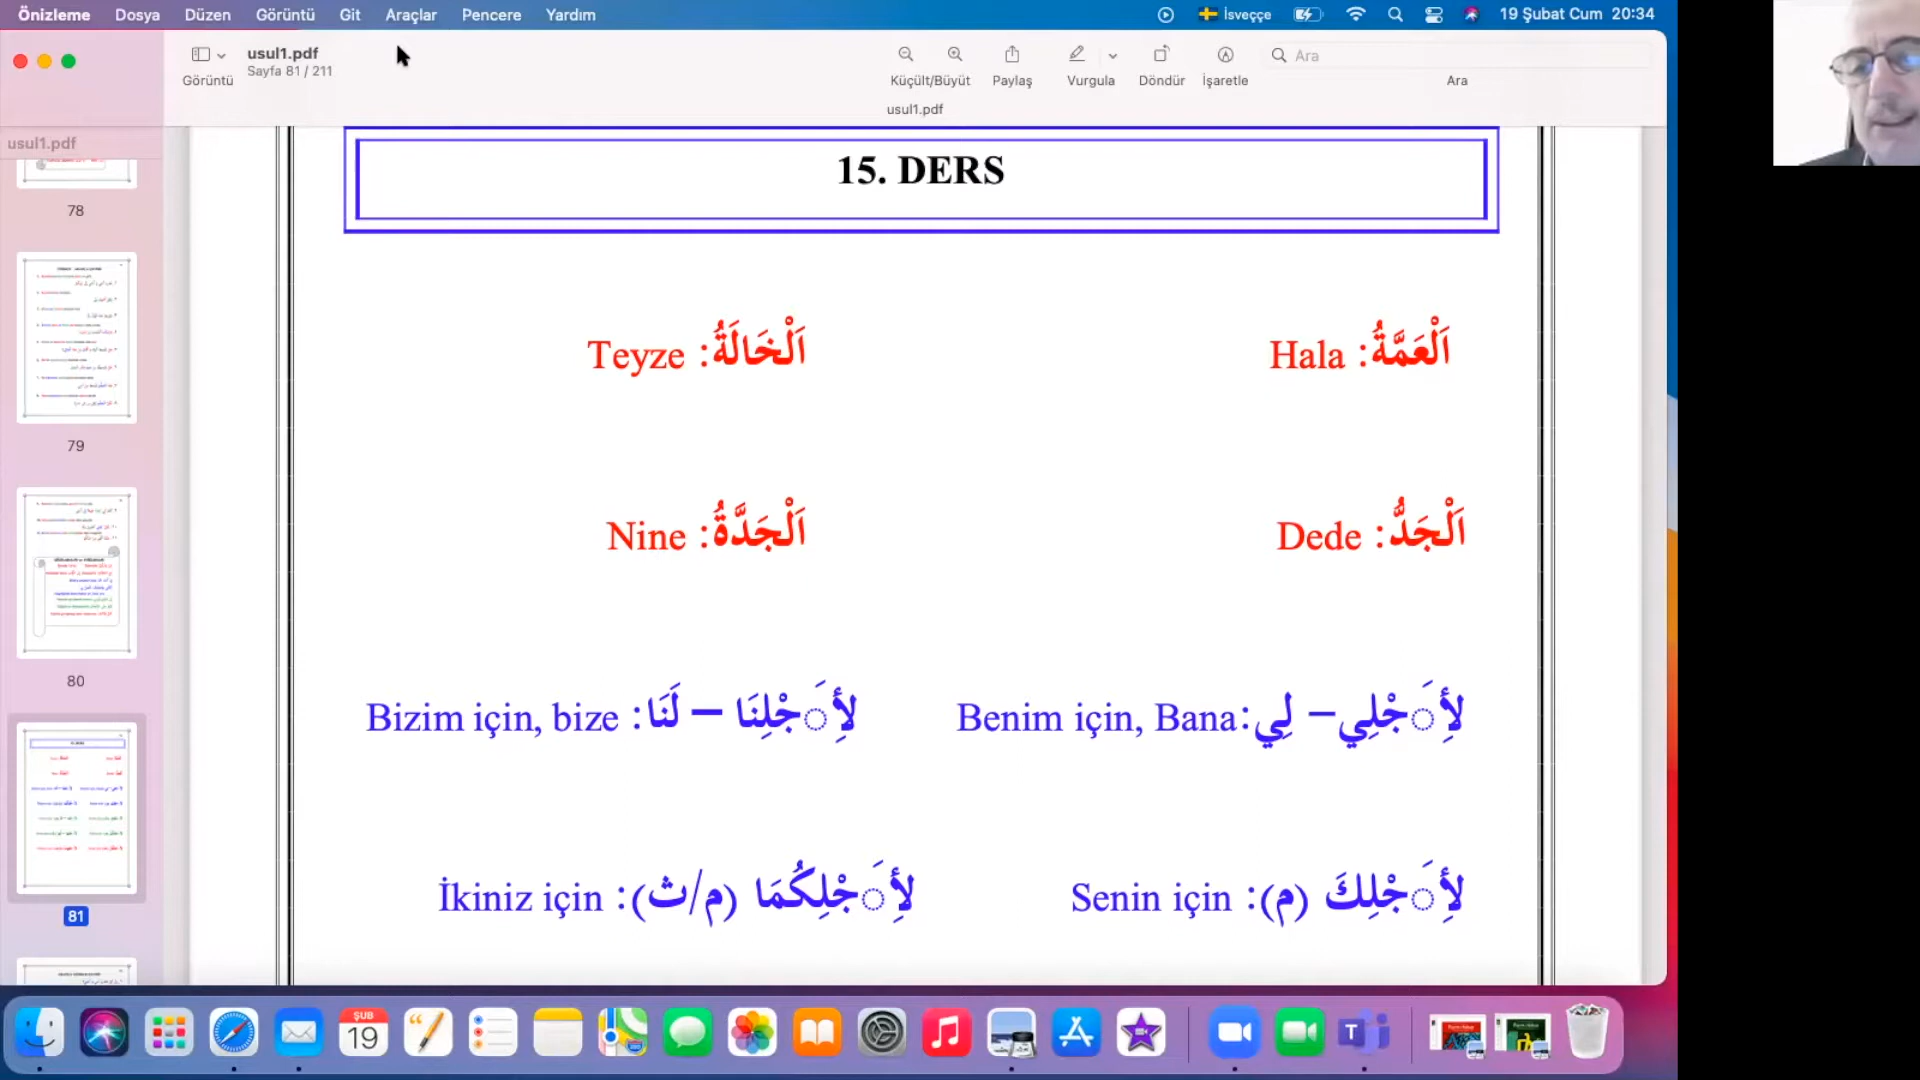 Önizleme Dosya Düzen Görüntü Git Araçlar Pencere Yardım İsveççe 19 Şubat Cum 20:34
usul1.pdf
Sayfa 81 / 211
Görüntü Küçült/Büyüt Paylaş Vurgula Döndür İşaretle Ara
Ara
usul1.pdf
usul1.pdf
78
79
80
81
15. DERS
اَلْعَمَّةُ: Hala
اَلْخَالَةُ: Teyze
اَلْجَدُّ: Dede
اَلْجَدَّةُ: Nine
لِأَجْلِي – لِي: Benim için, Bana
لِأَجْلِنَا – لَنَا: Bizim için, bize
لِأَجْلِكَ (م): Senin için
لِأَجْلِكُمَا (م/ث): İkiniz için
ŞUB
19